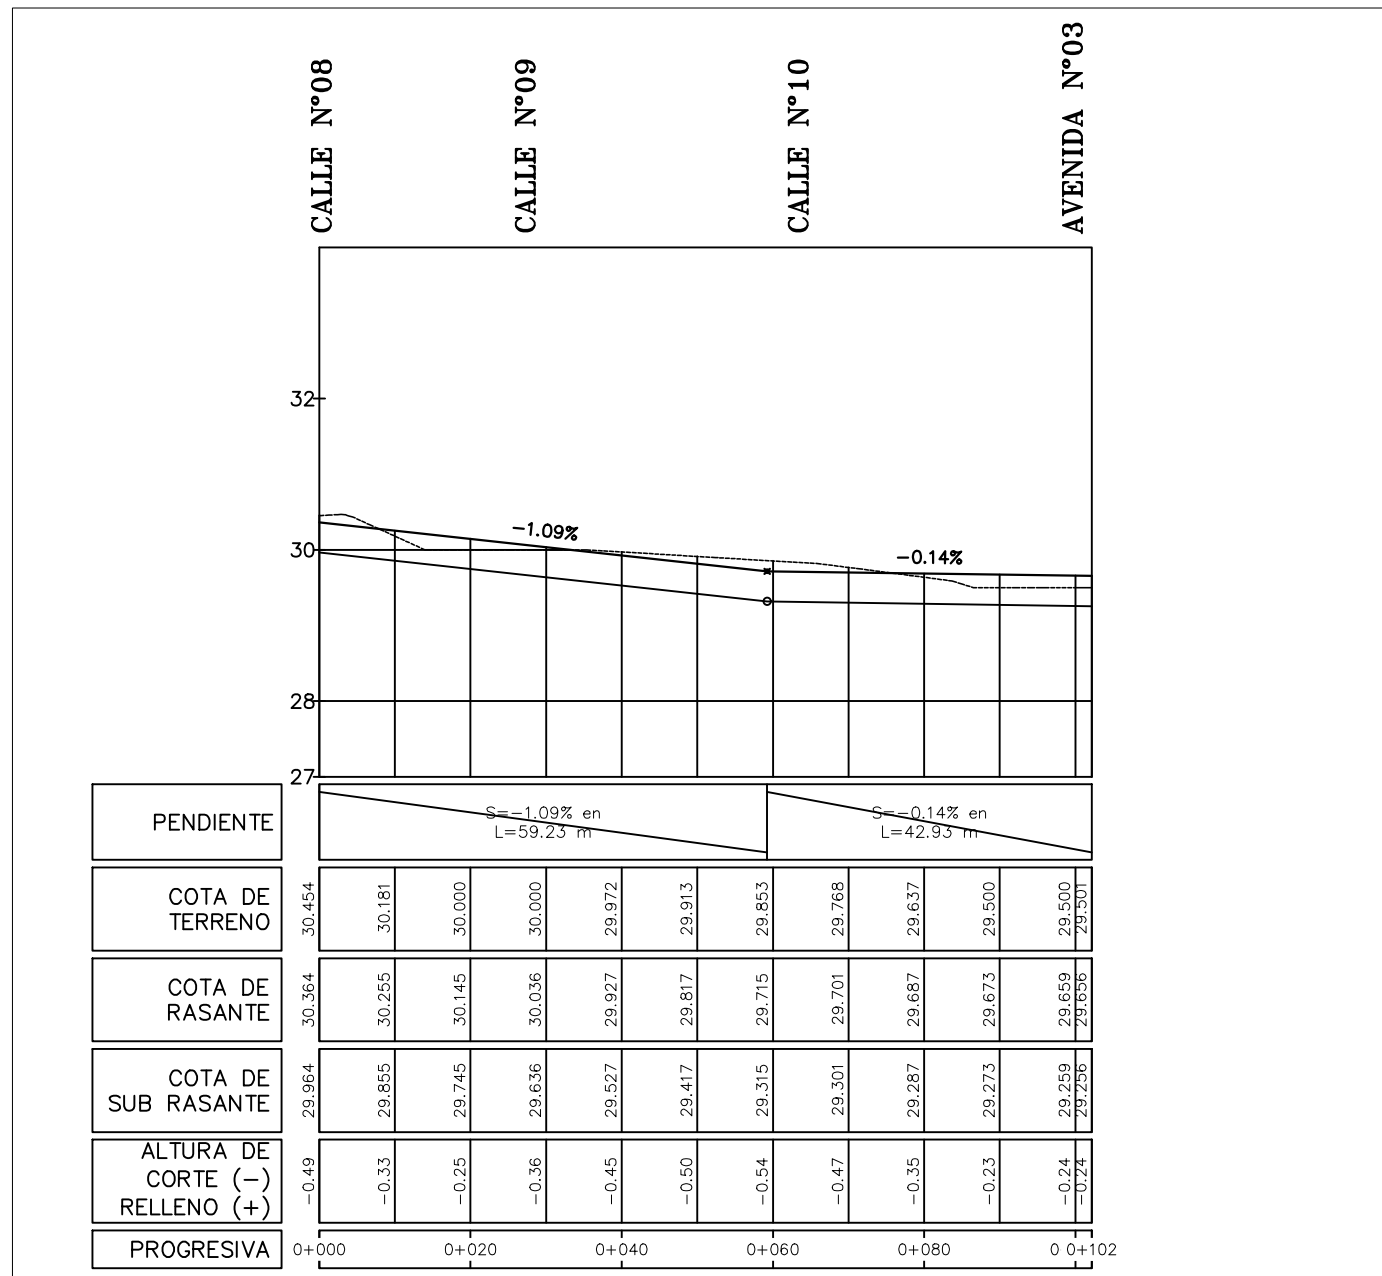 CALLE N°08
CALLE N°09
CALLE N°10
AVENIDA N°03
32
30
28
27
-1.09%
-0.14%
PENDIENTE
S=-1.09% en
L=59.23 m
S=-0.14% en
L=42.93 m
COTA DE
TERRENO
30.454 30.181 30.000 30.000 29.972 29.913 29.853 29.768 29.637 29.500 29.500 29.501
COTA DE
RASANTE
30.364 30.255 30.145 30.036 29.927 29.817 29.715 29.701 29.687 29.673 29.659 29.656
COTA DE
SUB RASANTE
29.964 29.855 29.745 29.636 29.527 29.417 29.315 29.301 29.287 29.273 29.259 29.256
ALTURA DE
CORTE (-)
RELLENO (+)
-0.49 -0.33 -0.25 -0.36 -0.45 -0.50 -0.54 -0.47 -0.35 -0.23 -0.24 -0.24
PROGRESIVA
0+000 0+020 0+040 0+060 0+080 0 0+102